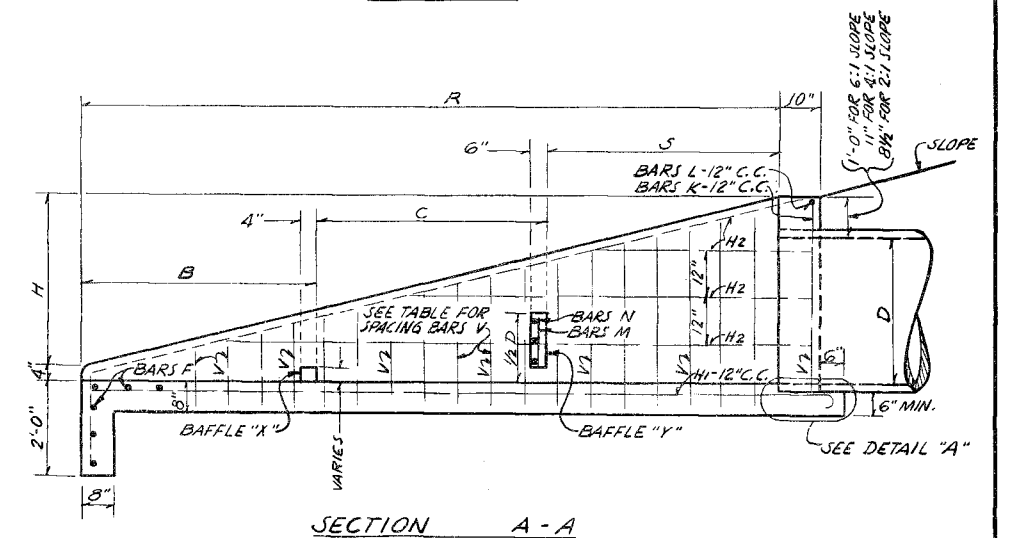 1'-0" FOR 6:1 SLOPE
11" FOR 4:1 SLOPE
8½" FOR 2:1 SLOPE
R
10"
6"
S
SLOPE
BARS L-12" C.C.
BARS K-12" C.C.
4"
C
H2
B
12"
H
H2
D
SEE TABLE FOR
SPACING BARS V
BARS N
BARS M
12"
½ D
H2
4"
BARS F
V2
V2
V2
V2
V2
V2
V2
6"
8"
H1-12" C.C.
2'-0"
BAFFLE "X"
VARIES
BAFFLE "Y"
6" MIN.
SEE DETAIL "A"
8"
SECTION A-A